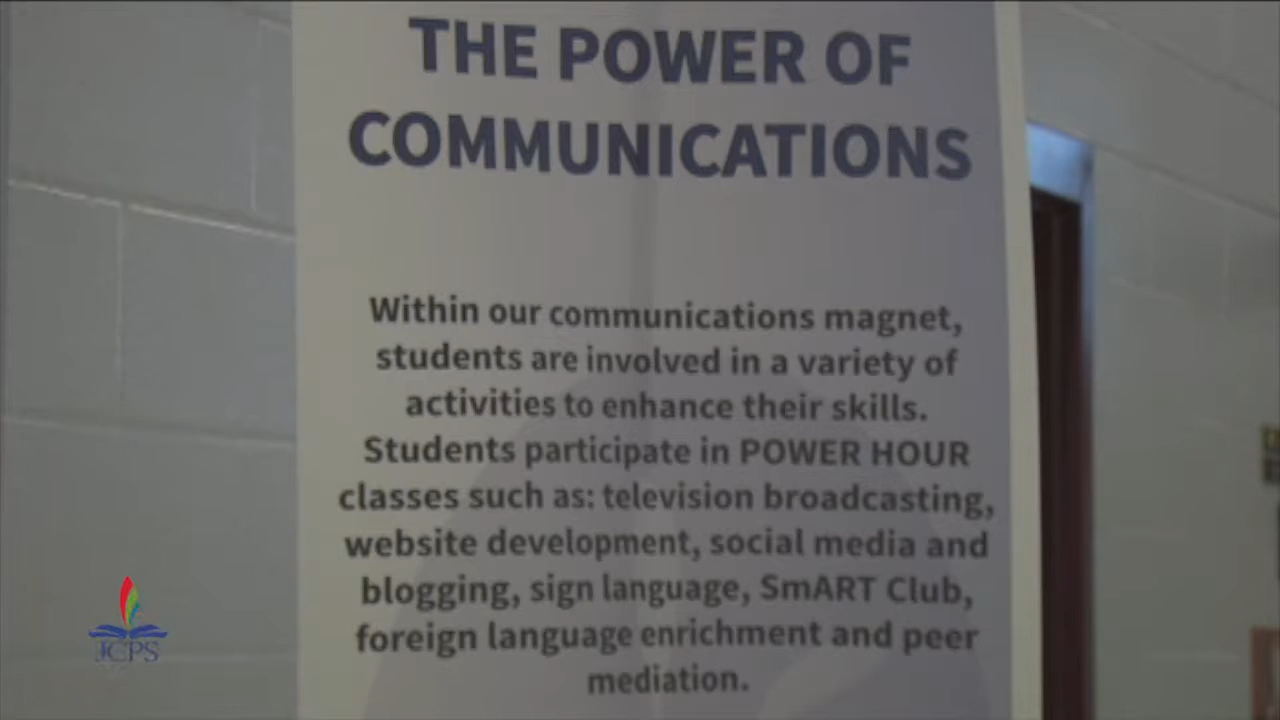 THE POWER OF
COMMUNICATIONS
Within our communications magnet,
students are involved in a variety of
activities to enhance their skills.
Students participate in POWER HOUR
classes such as: television broadcasting,
website development, social media and
blogging, sign language, SmART Club,
foreign language enrichment and peer
mediation.
JCPS